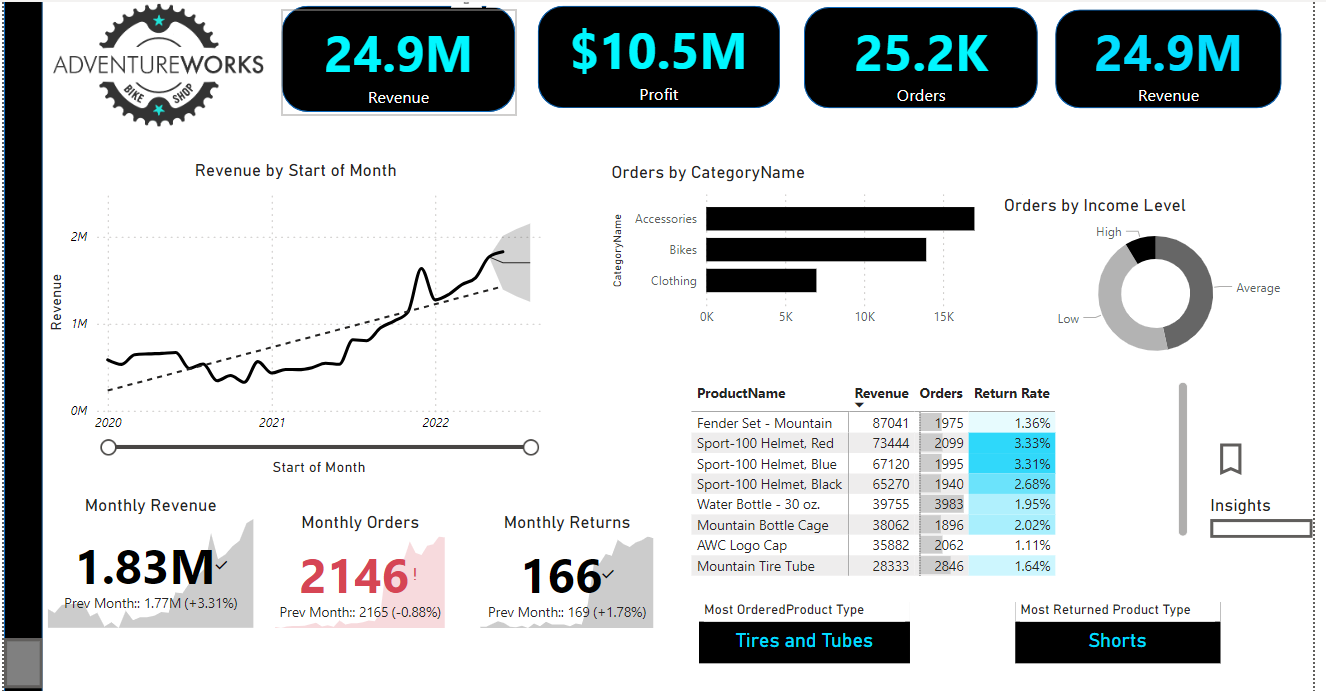 ADVENTUREWORKS
BIKE SHOP
24.9M
Revenue
$10.5M
Profit
25.2K
Orders
24.9M
Revenue
Revenue by Start of Month
Revenue
2M
1M
0M
2020 2021 2022
Start of Month
Orders by CategoryName
CategoryName
Accessories
Bikes
Clothing
0K 5K 10K 15K
Orders by Income Level
High
Average
Low
ProductName Revenue Orders Return Rate
Fender Set - Mountain 87041 1975 1.36%
Sport-100 Helmet, Red 73444 2099 3.33%
Sport-100 Helmet, Blue 67120 1995 3.31%
Sport-100 Helmet, Black 65270 1940 2.68%
Water Bottle - 30 oz. 39755 3983 1.95%
Mountain Bottle Cage 38062 1896 2.02%
AWC Logo Cap 35882 2062 1.11%
Mountain Tire Tube 28333 2846 1.64%
Insights
Monthly Revenue
1.83M
Prev Month:: 1.77M (+3.31%)
Monthly Orders
2146!
Prev Month:: 2165 (-0.88%)
Monthly Returns
166
Prev Month:: 169 (+1.78%)
Most OrderedProduct Type
Tires and Tubes
Most Returned Product Type
Shorts